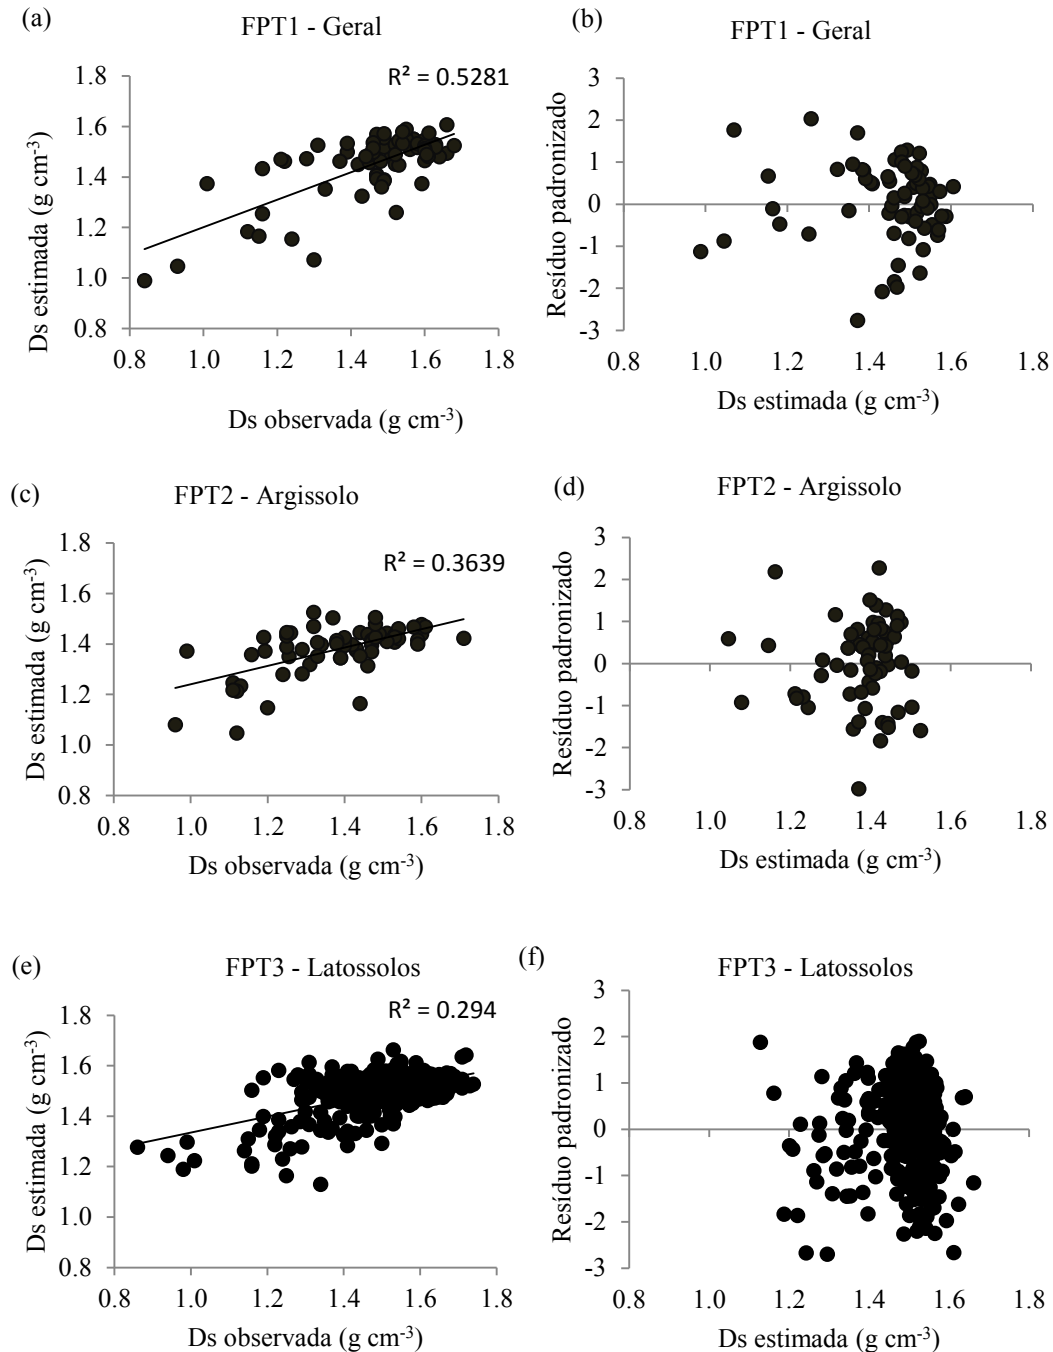 (a)
FPT1 - Geral
R² = 0.5281
Ds estimada (g cm⁻³)
1.8
1.6
1.4
1.2
1.0
0.8
0.8 1.0 1.2 1.4 1.6 1.8
Ds observada (g cm⁻³)
(b)
FPT1 - Geral
Resíduo padronizado
3
2
1
0
-1
-2
-3
0.8 1.0 1.2 1.4 1.6 1.8
Ds estimada (g cm⁻³)
(c)
FPT2 - Argissolo
R² = 0.3639
Ds estimada (g cm⁻³)
1.8
1.6
1.4
1.2
1.0
0.8
0.8 1.0 1.2 1.4 1.6 1.8
Ds observada (g cm⁻³)
(d)
FPT2 - Argissolo
Resíduo padronizado
3
2
1
0
-1
-2
-3
0.8 1.0 1.2 1.4 1.6 1.8
Ds estimada (g cm⁻³)
(e)
FPT3 - Latossolos
R² = 0.294
Ds estimada (g cm⁻³)
1.8
1.6
1.4
1.2
1.0
0.8
0.8 1.0 1.2 1.4 1.6 1.8
Ds observada (g cm⁻³)
(f)
FPT3 - Latossolos
Resíduo padronizado
3
2
1
0
-1
-2
-3
0.8 1.0 1.2 1.4 1.6 1.8
Ds estimada (g cm⁻³)